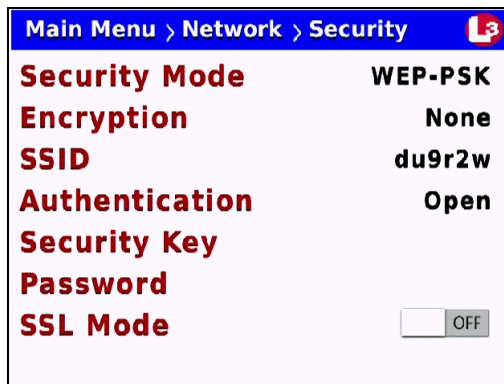 Main Menu > Network > Security L3
Security Mode WEP-PSK
Encryption None
SSID du9r2w
Authentication Open
Security Key
Password
SSL Mode OFF